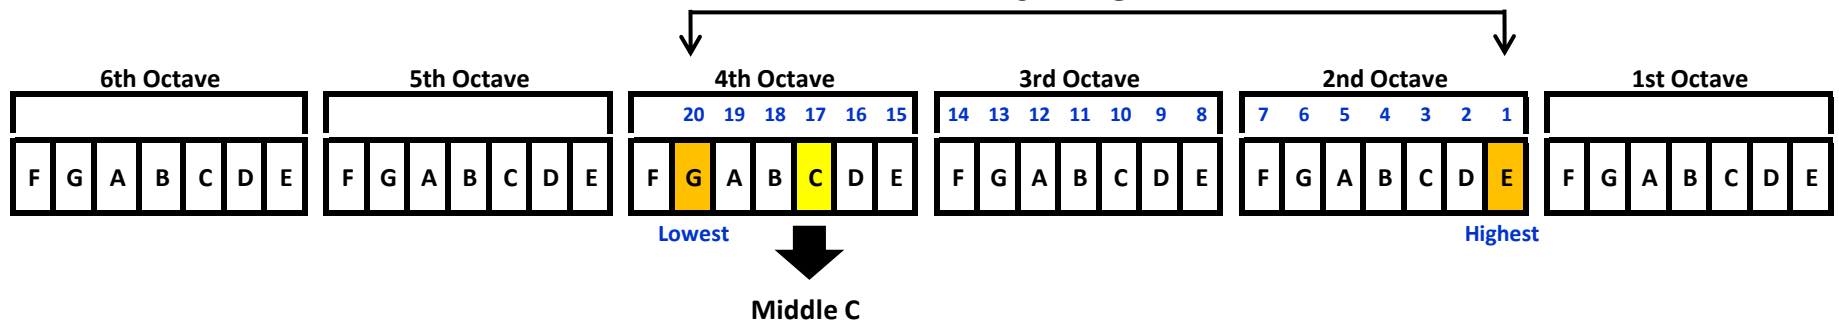 6th Octave 5th Octave 4th Octave 3rd Octave 2nd Octave 1st Octave
20 19 18 17 16 15 14 13 12 11 10 9 8 7 6 5 4 3 2 1
F G A B C D E F G A B C D E F G A B C D E F G A B C D E F G A B C D E F G A B C D E
Lowest Highest
Middle C